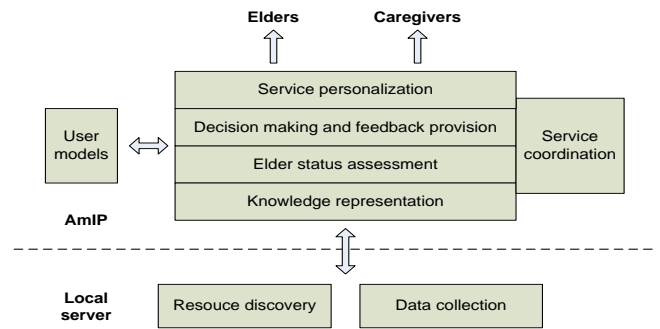 Elders
Caregivers
Service personalization
Decision making and feedback provision
Elder status assessment
Knowledge representation
User
models
Service
coordination
AmIP
Local
server
Resouce discovery
Data collection